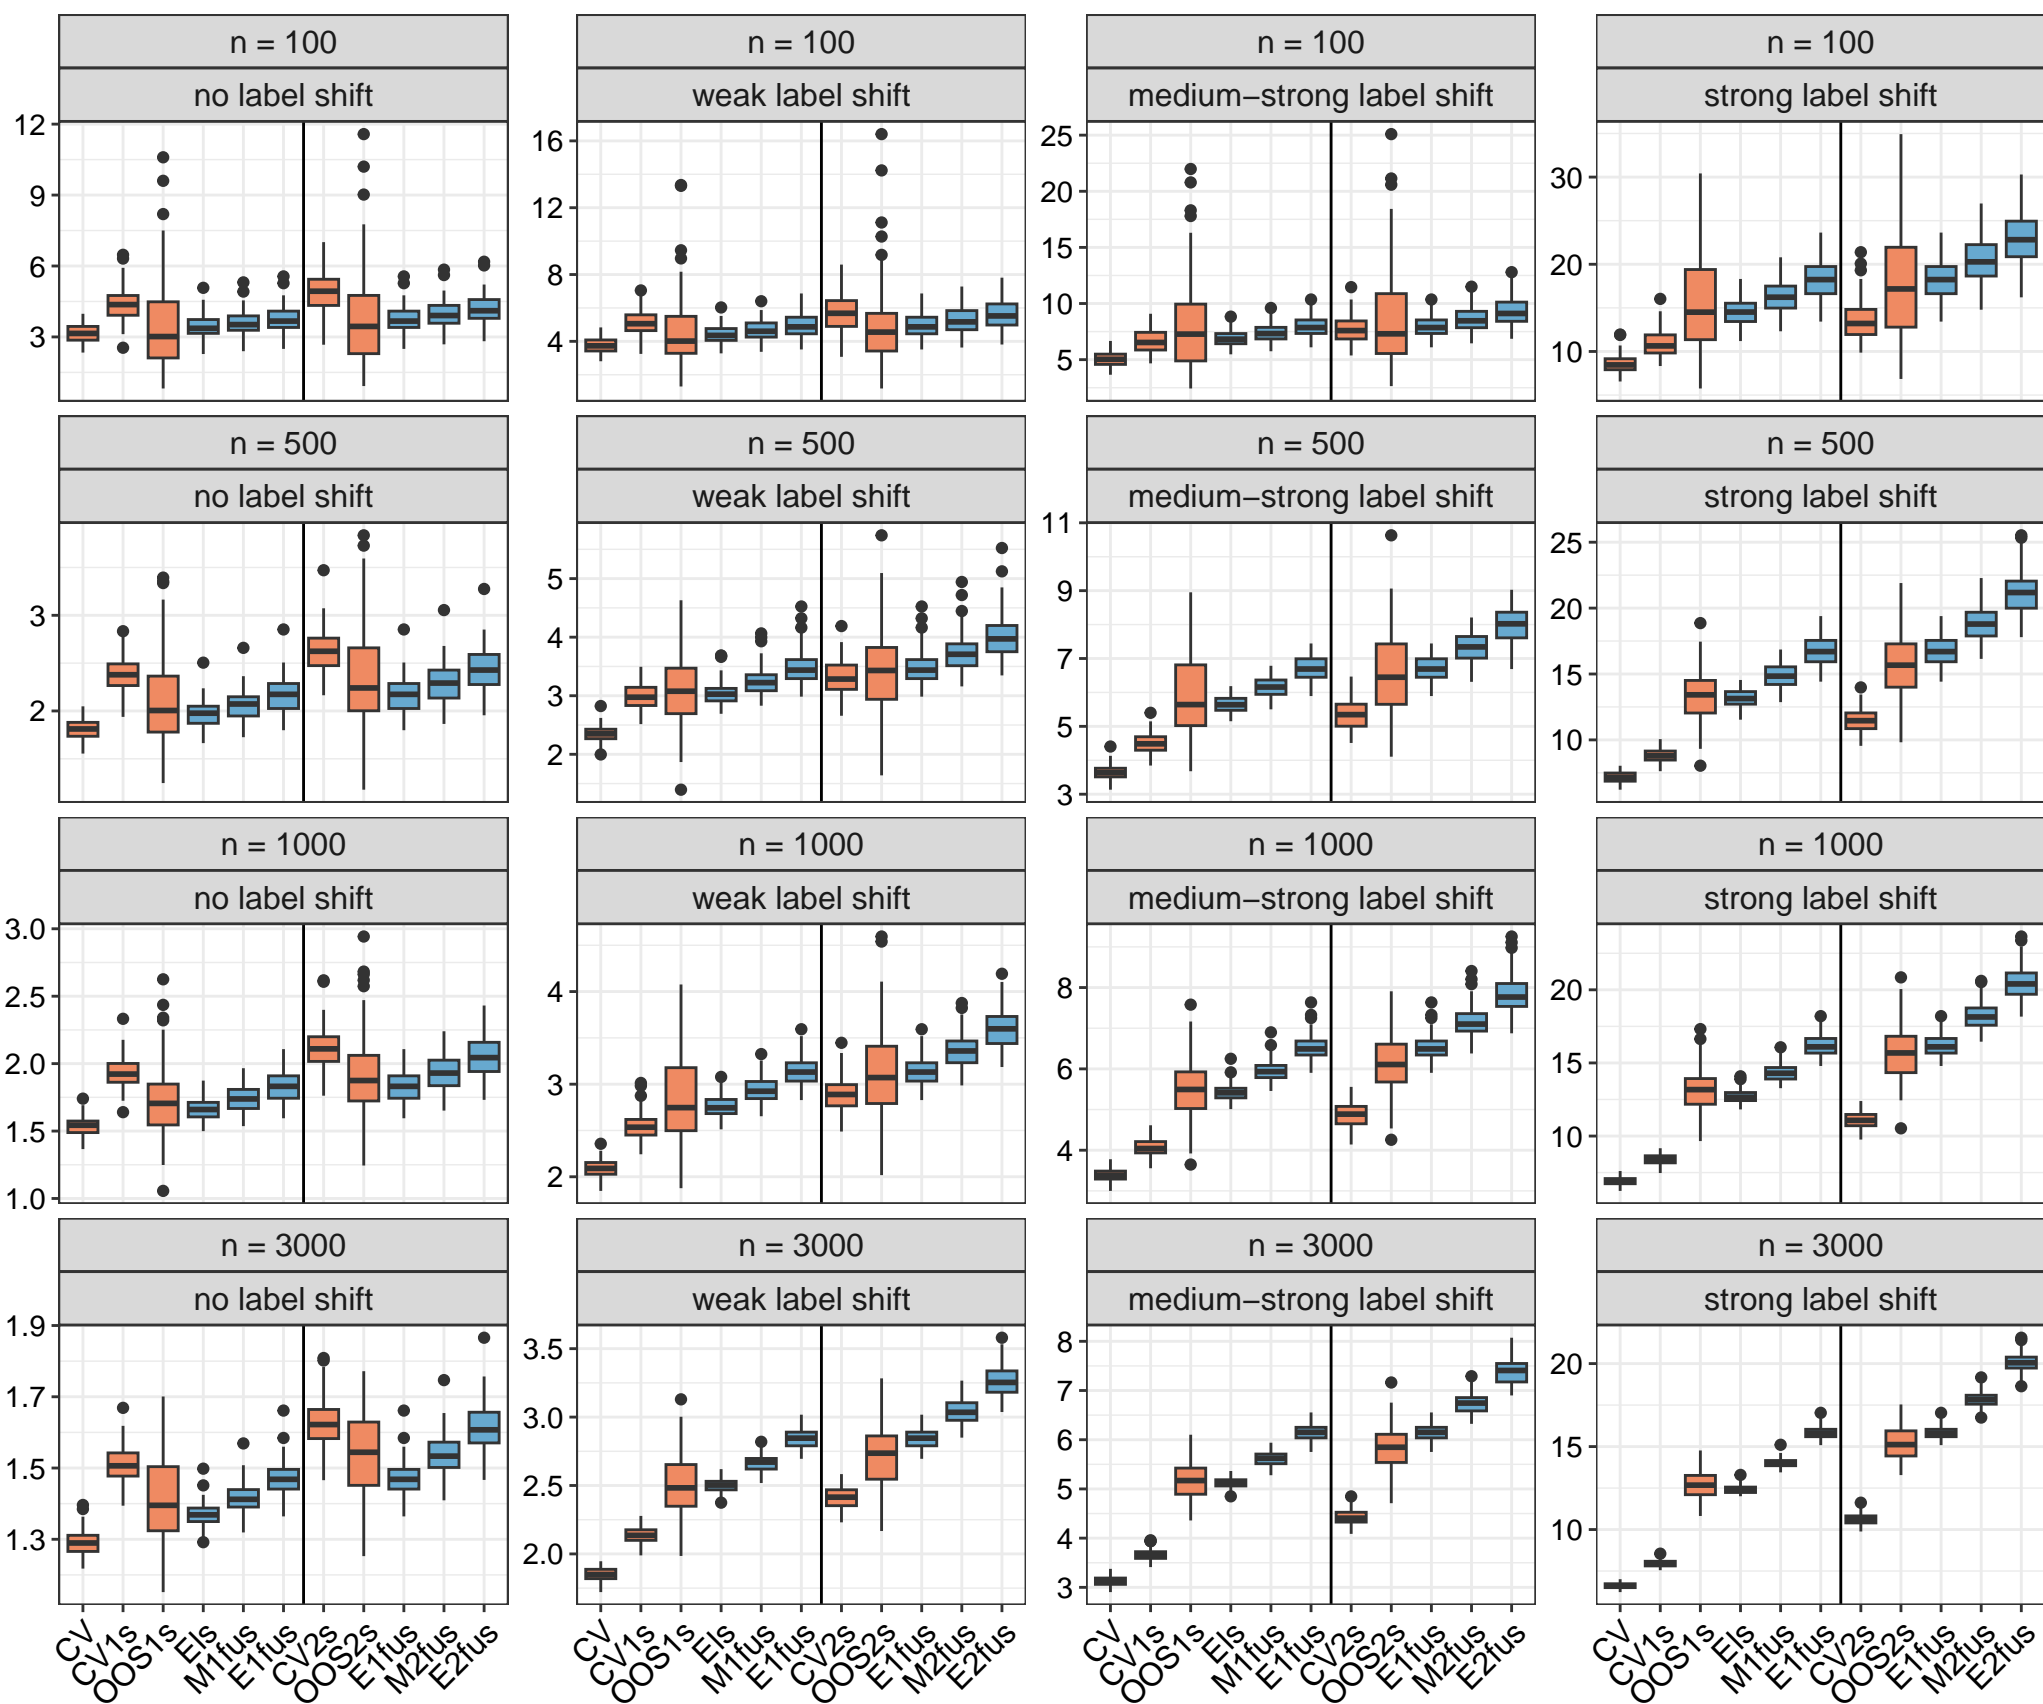 n = 100
n = 100
n = 100
n = 100
no label shift
weak label shift
medium−strong label shift
strong label shift
12
9
6
3
16
12
8
4
25
20
15
10
5
30
20
10
n = 500
n = 500
n = 500
n = 500
no label shift
weak label shift
medium−strong label shift
strong label shift
3
2
5
4
3
2
11
9
7
5
3
25
20
15
10
n = 1000
n = 1000
n = 1000
n = 1000
no label shift
weak label shift
medium−strong label shift
strong label shift
3.0
2.5
2.0
1.5
1.0
4
3
2
8
6
4
20
15
10
n = 3000
n = 3000
n = 3000
n = 3000
no label shift
weak label shift
medium−strong label shift
strong label shift
1.9
1.7
1.5
1.3
3.5
3.0
2.5
2.0
8
7
6
5
4
3
20
15
10
CV CV1s OOS1s Els M1fus E1fus CV2s OOS2s E1fus M2fus E2fus
CV CV1s OOS1s Els M1fus E1fus CV2s OOS2s E1fus M2fus E2fus
CV CV1s OOS1s Els M1fus E1fus CV2s OOS2s E1fus M2fus E2fus
CV CV1s OOS1s Els M1fus E1fus CV2s OOS2s E1fus M2fus E2fus